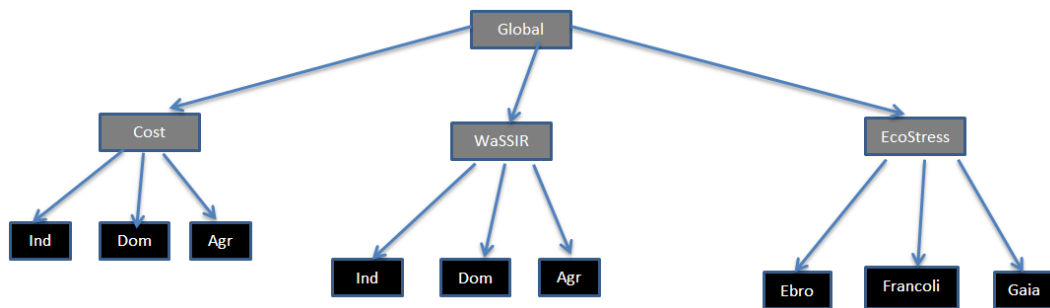 Global
Cost
WaSSIR
EcoStress
Ind
Dom
Agr
Ind
Dom
Agr
Ebro
Francoli
Gaia